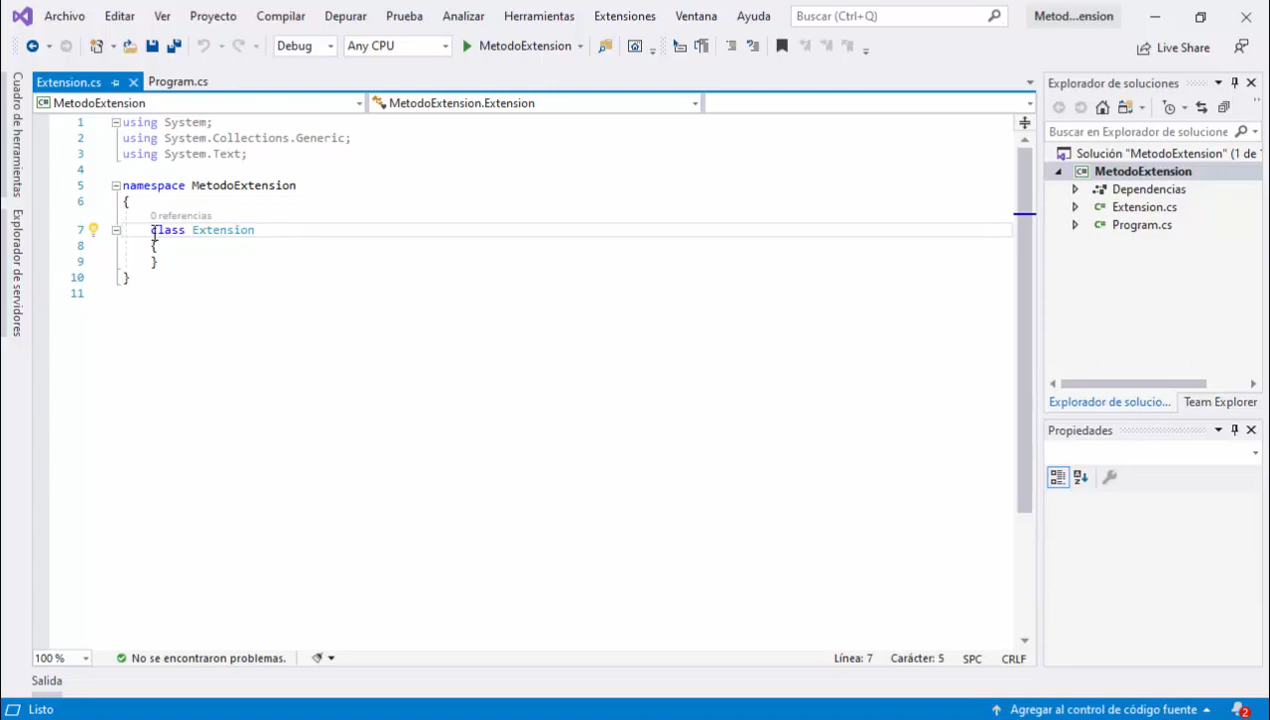 Archivo Editar Ver Proyecto Compilar Depurar Prueba Analizar Herramientas Extensiones Ventana Ayuda Buscar (Ctrl+Q) Metod...ension
Debug Any CPU MetodoExtension Live Share
Cuadro de herramientas
Explorador de servidores
Extension.cs Program.cs
MetodoExtension MetodoExtension.Extension
1 using System;
2 using System.Collections.Generic;
3 using System.Text;
4
5 namespace MetodoExtension
6 {
0 referencias
7 class Extension
8 {
9 }
10 }
11
100 % No se encontraron problemas. Línea: 7 Carácter: 5 SPC CRLF
Explorador de soluciones
Buscar en Explorador de solucione
Solución "MetodoExtension" (1 de 1
MetodoExtension
Dependencias
Extension.cs
Program.cs
Explorador de solucio... Team Explorer
Propiedades
Salida
Listo Agregar al control de código fuente 2